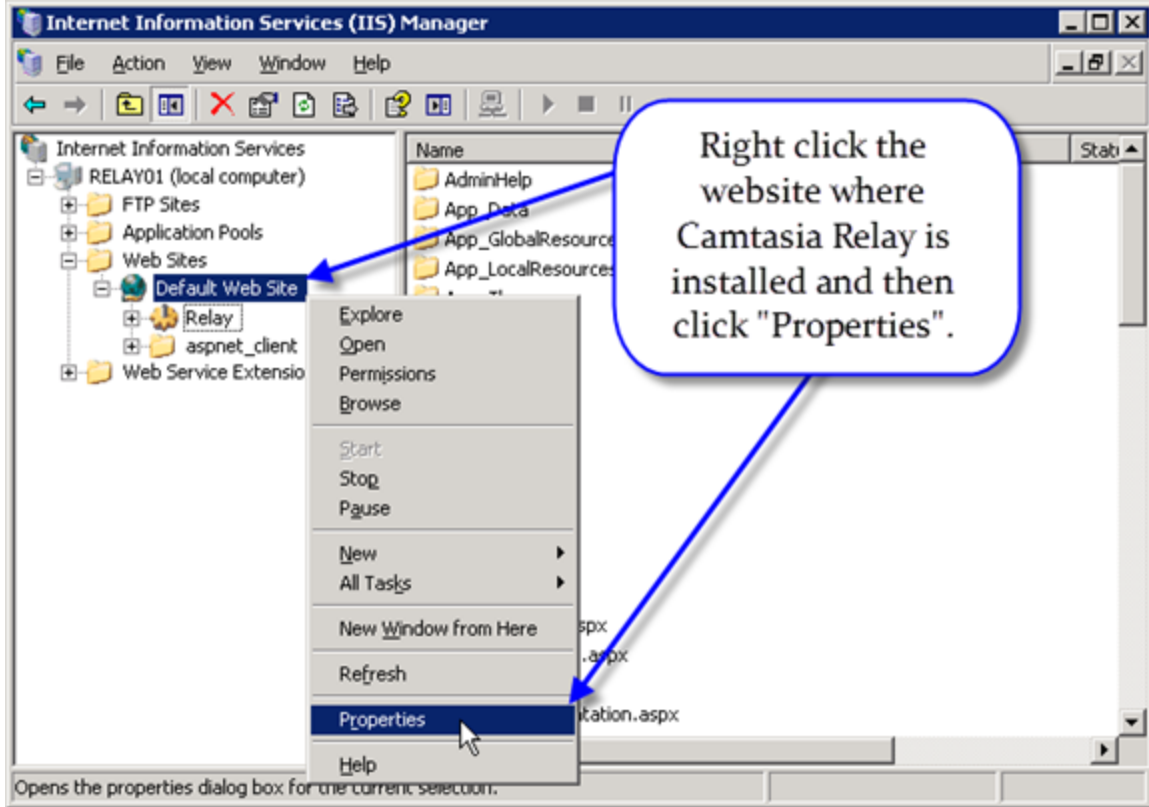 Internet Information Services (IIS) Manager
File Action View Window Help
Internet Information Services
RELAY01 (local computer)
FTP Sites
Application Pools
Web Sites
Default Web Site
Relay
aspnet_client
Web Service Extensio
Name
Stat
AdminHelp
App_Data
App_GlobalResource
App_LocalResources
Right click the
website where
Camtasia Relay is
installed and then
click "Properties".
Explore
Open
Permissions
Browse
Start
Stop
Pause
New
All Tasks
New Window from Here
Refresh
Properties
Help
spx
.aspx
tation.aspx
Opens the properties dialog box for the current selection.